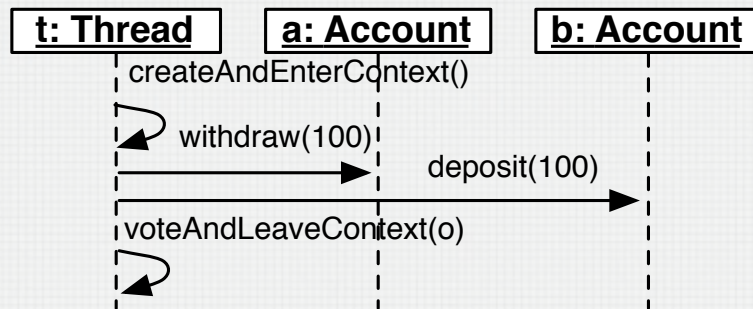 t: Thread
a: Account
b: Account
createAndEnterContext()
withdraw(100)
deposit(100)
voteAndLeaveContext(o)